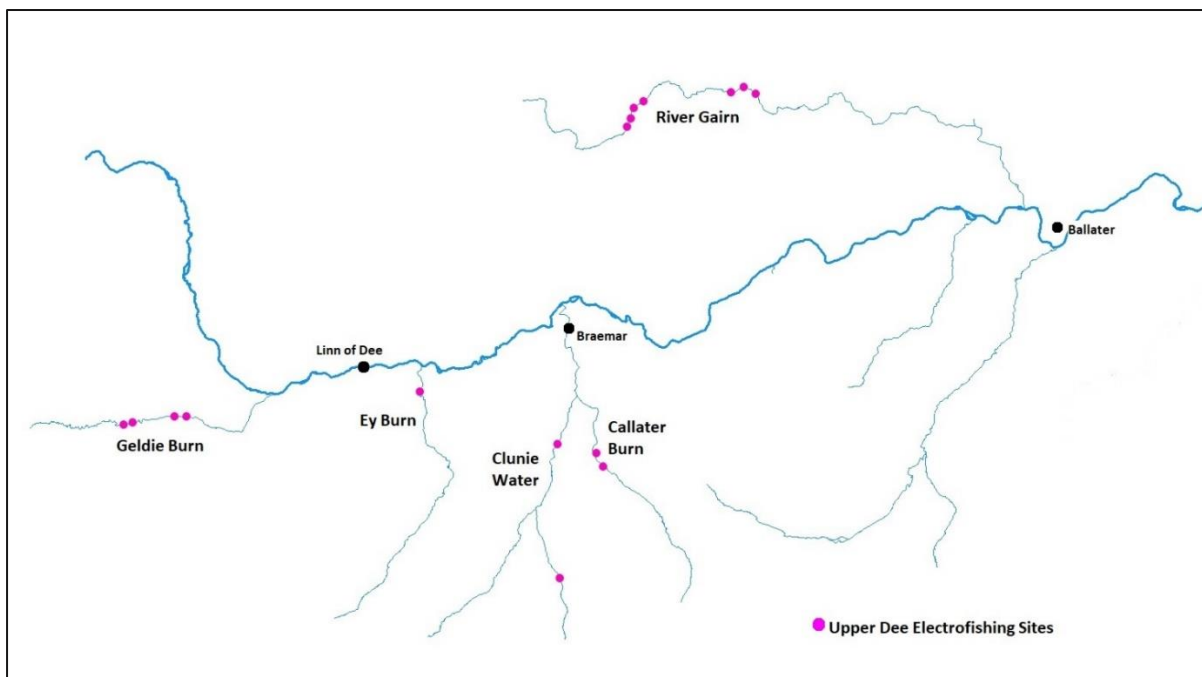 River Gairn
Ballater
Braemar
Linn of Dee
Ey Burn
Geldie Burn
Callater
Burn
Clunie
Water
Upper Dee Electrofishing Sites